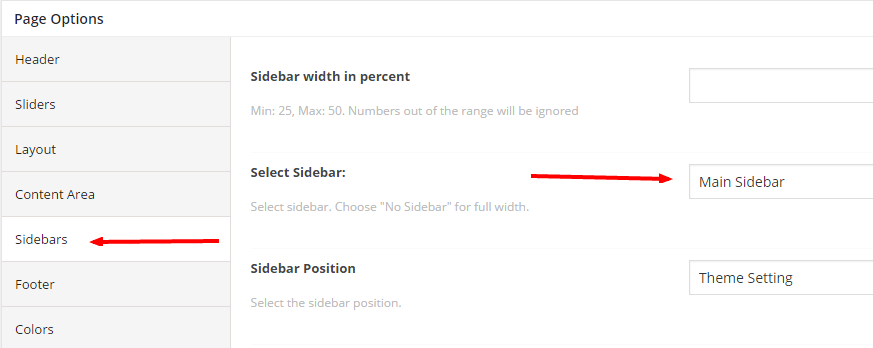 Page Options
Header
Sliders
Layout
Content Area
Sidebars
Footer
Colors
Sidebar width in percent
Min: 25, Max: 50. Numbers out of the range will be ignored
Select Sidebar:
Main Sidebar
Select sidebar. Choose "No Sidebar" for full width.
Sidebar Position
Theme Setting
Select the sidebar position.